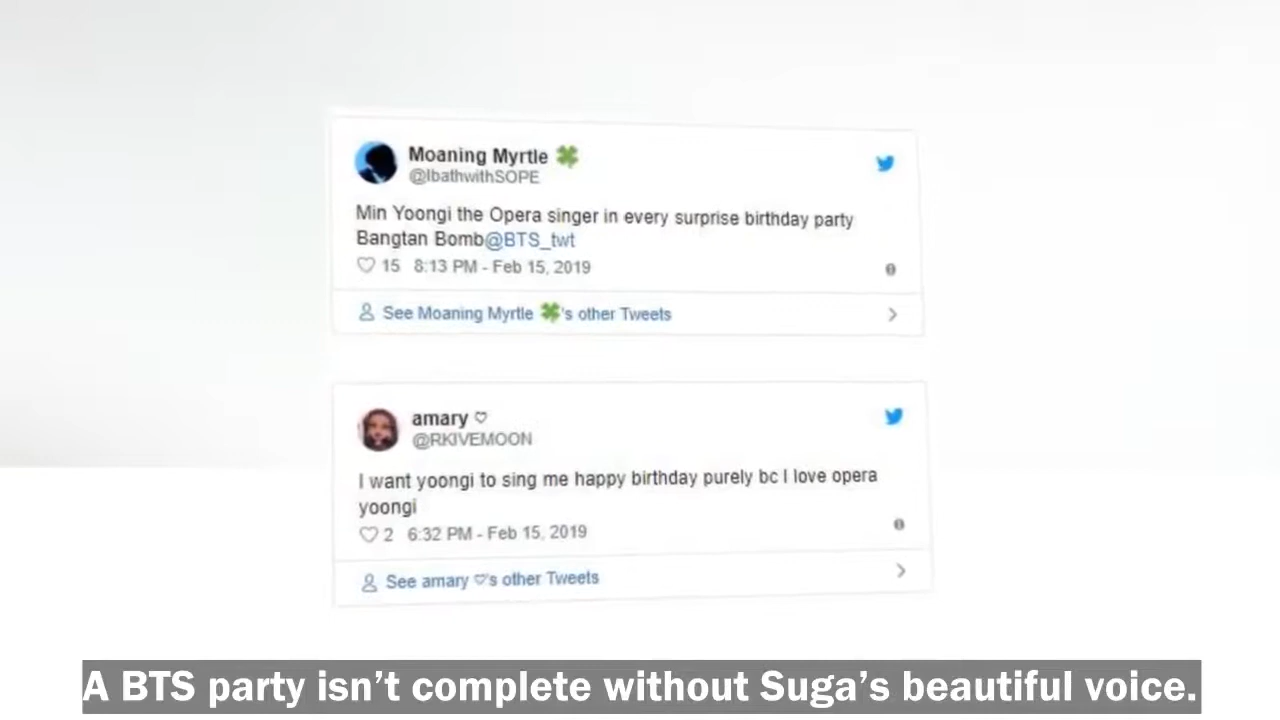 Moaning Myrtle 🍀
@IbathwithSOPE
Min Yoongi the Opera singer in every surprise birthday party
Bangtan Bomb@BTS_twt
♡ 15 8:13 PM - Feb 15, 2019
See Moaning Myrtle 🍀's other Tweets
amary ♡
@RKIVEMOON
I want yoongi to sing me happy birthday purely bc I love opera
yoongi
♡ 2 6:32 PM - Feb 15, 2019
See amary ♡'s other Tweets
A BTS party isn’t complete without Suga’s beautiful voice.